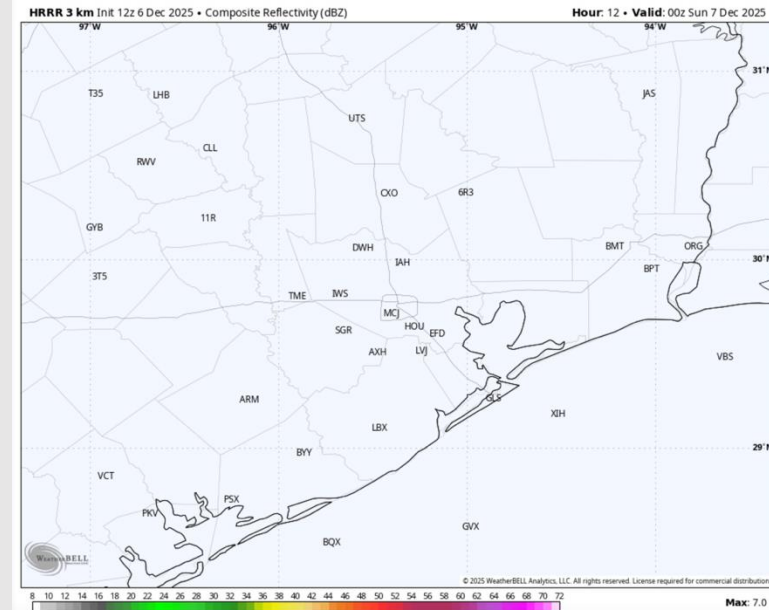 HRRR 3 km Init 12z 6 Dec 2025 • Composite Reflectivity (dBZ) Hour: 12 • Valid: 00z Sun 7 Dec 2025
97°W 96°W 95°W 94°W
31°N
T35 LHB JAS
UTS
CLL
RWV
CXO 6R3
11R
GYB
DWH BMT ORG
IAH 30°N
BPT
3T5
TME IWS
MCJ
SGR HOU EFD
AXH LVJ VBS
ARM GLS
XIH
LBX
BYY 29°N
VCT
PSX
PKV
GVX
BQX
WEATHERBELL
© 2025 WeatherBELL Analytics, LLC. All rights reserved. License required for commercial distribution
8 10 12 14 16 18 20 22 24 26 28 30 32 34 36 38 40 42 44 46 48 50 52 54 56 58 60 62 64 66 68 70 72
Max: 7.0